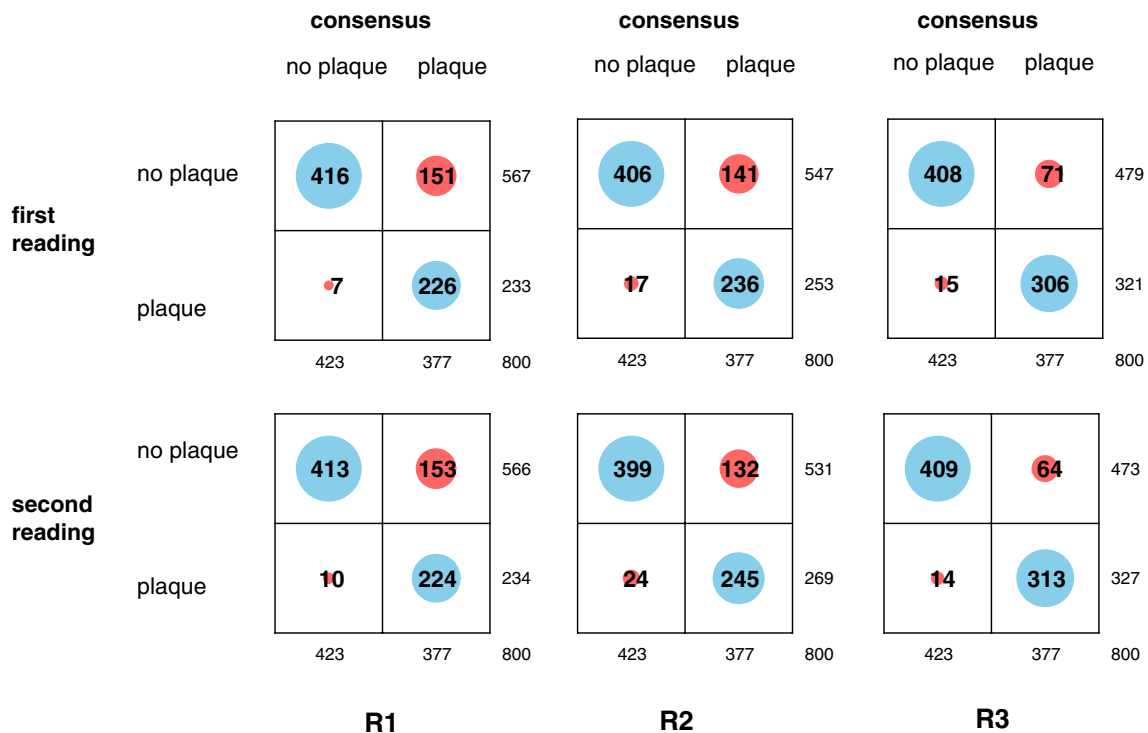 consensus consensus consensus
no plaque plaque no plaque plaque no plaque plaque
no plaque 416 151 567 406 141 547 408 71 479
first
reading
plaque 7 226 233 17 236 253 15 306 321
423 377 800 423 377 800 423 377 800
no plaque 413 153 566 399 132 531 409 64 473
second
reading
plaque 10 224 234 24 245 269 14 313 327
423 377 800 423 377 800 423 377 800
R1 R2 R3